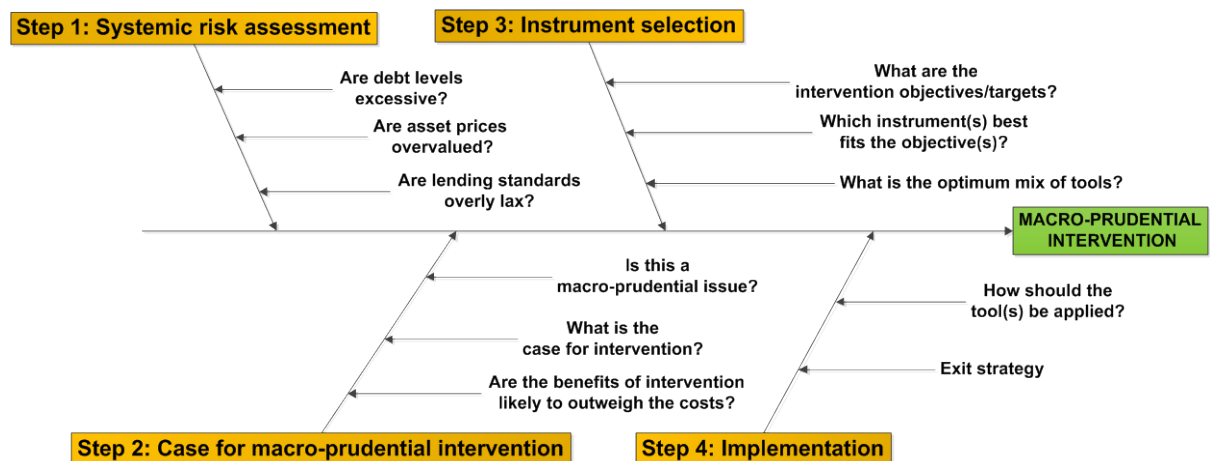 Step 1: Systemic risk assessment
Are debt levels
excessive?
Are asset prices
overvalued?
Are lending standards
overly lax?
Step 3: Instrument selection
What are the
intervention objectives/targets?
Which instrument(s) best
fits the objective(s)?
What is the optimum mix of tools?
MACRO-PRUDENTIAL
INTERVENTION
Is this a
macro-prudential issue?
What is the
case for intervention?
Are the benefits of intervention
likely to outweigh the costs?
Step 2: Case for macro-prudential intervention
How should the
tool(s) be applied?
Exit strategy
Step 4: Implementation